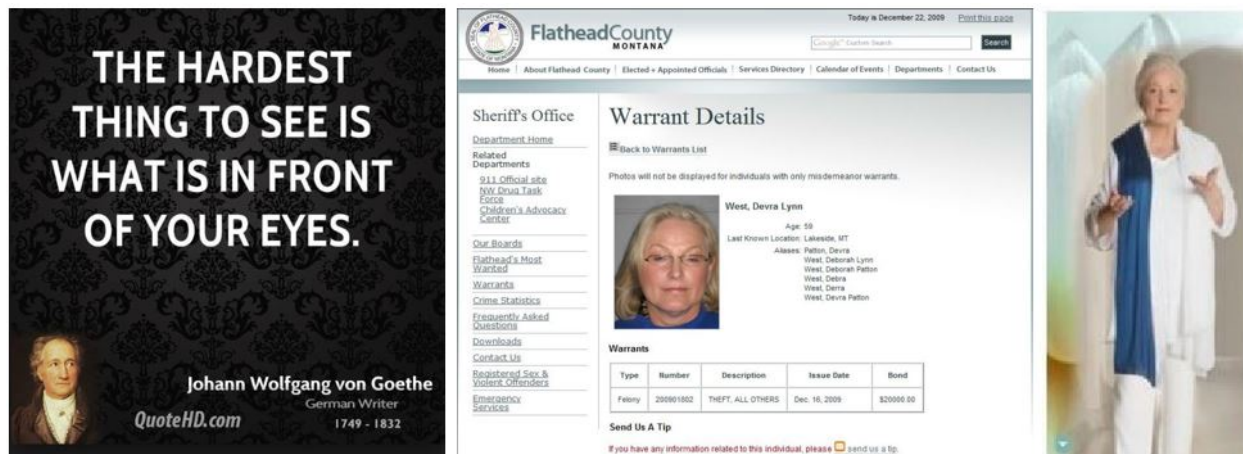 THE HARDEST
THING TO SEE IS
WHAT IS IN FRONT
OF YOUR EYES.
Johann Wolfgang von Goethe
German Writer
QuoteHD.com
1749 - 1832
Today is December 22, 2009 Print this page
FlatheadCounty
MONTANA
Google Custom Search Search
Home About Flathead County Elected + Appointed Officials Services Directory Calendar of Events Departments Contact Us
Sheriff's Office
Department Home
Related
Departments
911 Official site
NW Drug Task
Force
Children's Advocacy
Center
Our Boards
Flathead's Most
Wanted
Warrants
Crime Statistics
Frequently Asked
Questions
Downloads
Contact Us
Registered Sex &
Violent Offenders
Emergency
Services
Warrant Details
Back to Warrants List
Photos will not be displayed for individuals with only misdemeanor warrants.
West, Devra Lynn
Age: 59
Last Known Location: Lakeside, MT
Aliases: Patton, Devra
West, Deborah Lynn
West, Deborah Patton
West, Debra
West, Derra
West, Devra Patton
Warrants
Type Number Description Issue Date Bond
Felony 200901802 THEFT, ALL OTHERS Dec. 16, 2009 $20000.00
Send Us A Tip
If you have any information related to this individual, please send us a tip.